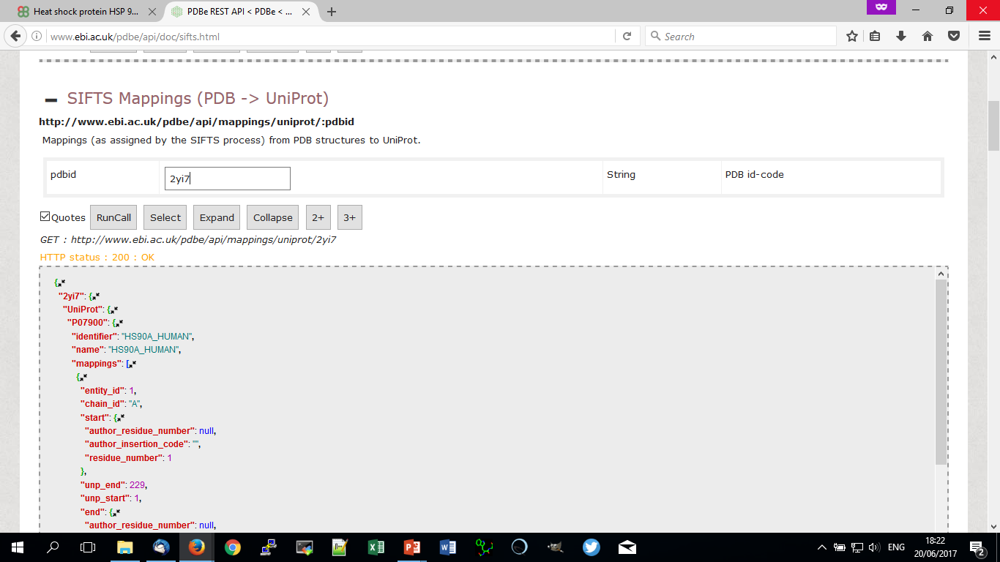 Heat shock protein HSP 9...
PDBe REST API < PDBe < ...
www.ebi.ac.uk/pdbe/api/doc/sifts.html
Search
SIFTS Mappings (PDB -> UniProt)
http://www.ebi.ac.uk/pdbe/api/mappings/uniprot/:pdbid
Mappings (as assigned by the SIFTS process) from PDB structures to UniProt.
pdbid 2yi7 String PDB id-code
Quotes RunCall Select Expand Collapse 2+ 3+
GET : http://www.ebi.ac.uk/pdbe/api/mappings/uniprot/2yi7
HTTP status : 200 : OK
{
"2yi7": {
"UniProt": {
"P07900": {
"identifier": "HS90A_HUMAN",
"name": "HS90A_HUMAN",
"mappings": [
{
"entity_id": 1,
"chain_id": "A",
"start": {
"author_residue_number": null,
"author_insertion_code": "",
"residue_number": 1
},
"unp_end": 229,
"unp_start": 1,
"end": {
"author_residue_number": null,
ENG
18:22
20/06/2017
2